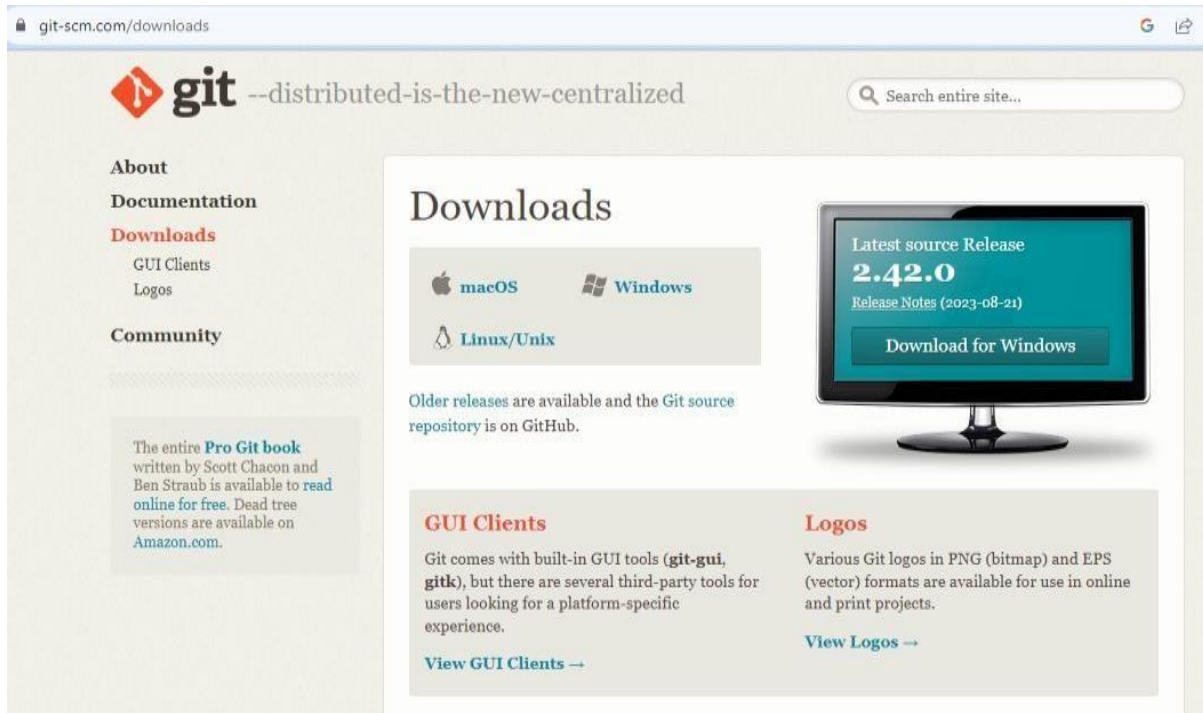 git-scm.com/downloads
git --distributed-is-the-new-centralized
Search entire site...
About
Documentation
Downloads
GUI Clients
Logos
Community
The entire Pro Git book
written by Scott Chacon and
Ben Straub is available to read
online for free. Dead tree
versions are available on
Amazon.com.
Downloads
macOS
Windows
Linux/Unix
Older releases are available and the Git source
repository is on GitHub.
Latest source Release
2.42.0
Release Notes (2023-08-21)
Download for Windows
GUI Clients
Git comes with built-in GUI tools (git-gui,
gitk), but there are several third-party tools for
users looking for a platform-specific
experience.
View GUI Clients →
Logos
Various Git logos in PNG (bitmap) and EPS
(vector) formats are available for use in online
and print projects.
View Logos →